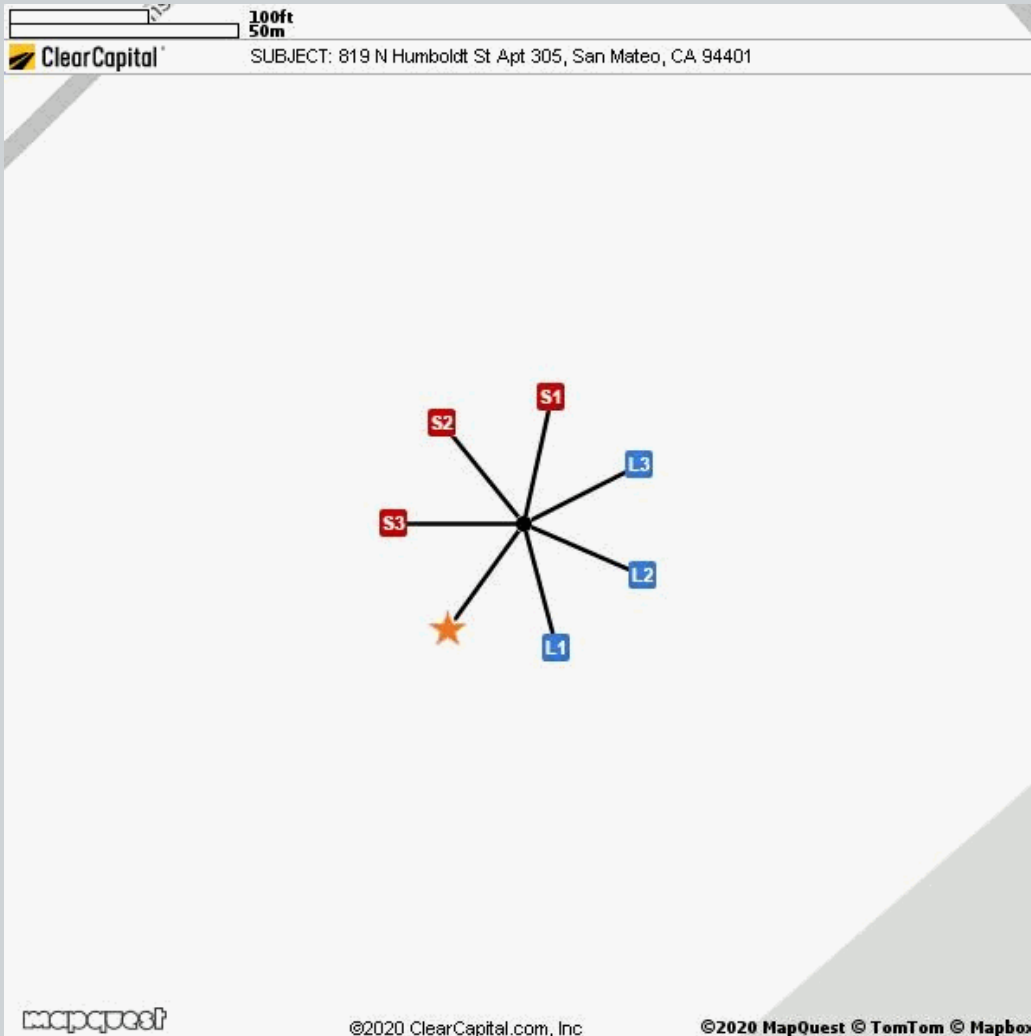 100ft
50m
ClearCapital
SUBJECT: 819 N Humboldt St Apt 305, San Mateo, CA 94401
S1
S2
L3
S3
L2
L1
mapquest
©2020 ClearCapital.com, Inc
©2020 MapQuest © TomTom © Mapbox